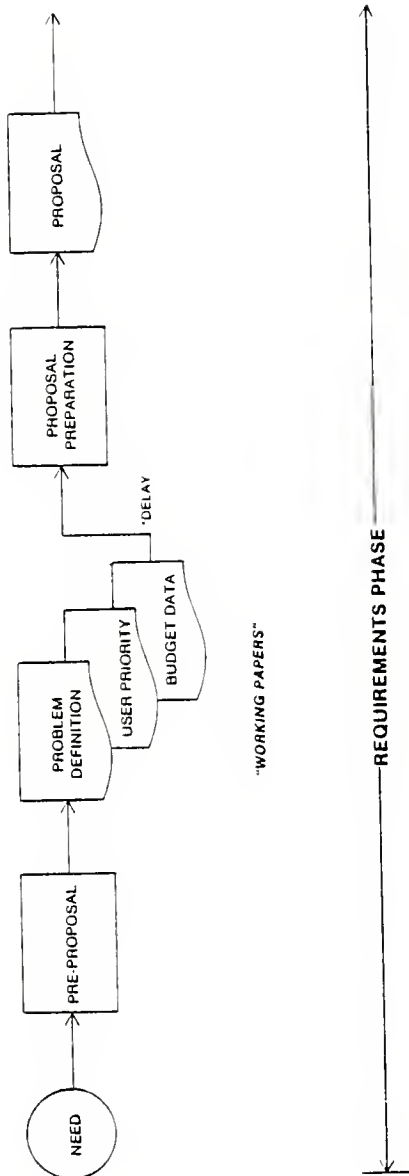 NEED
PRE-PROPOSAL
PROBLEM
DEFINITION
USER PRIORITY
BUDGET DATA
*DELAY
PROPOSAL
PREPARATION
PROPOSAL
"WORKING PAPERS"
REQUIREMENTS PHASE